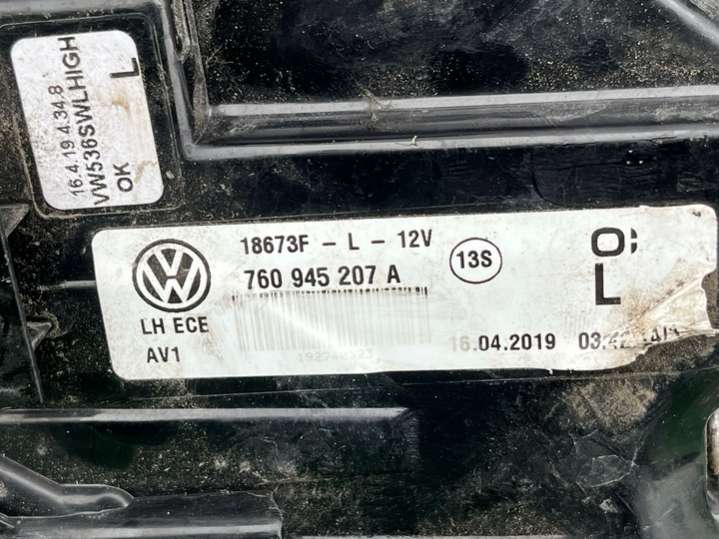 16.4.19 4.34.8
VW536SWLHIGH
OK L
18673F - L - 12V
760 945 207 A
13S
L
LH ECE
AV1
16.04.2019